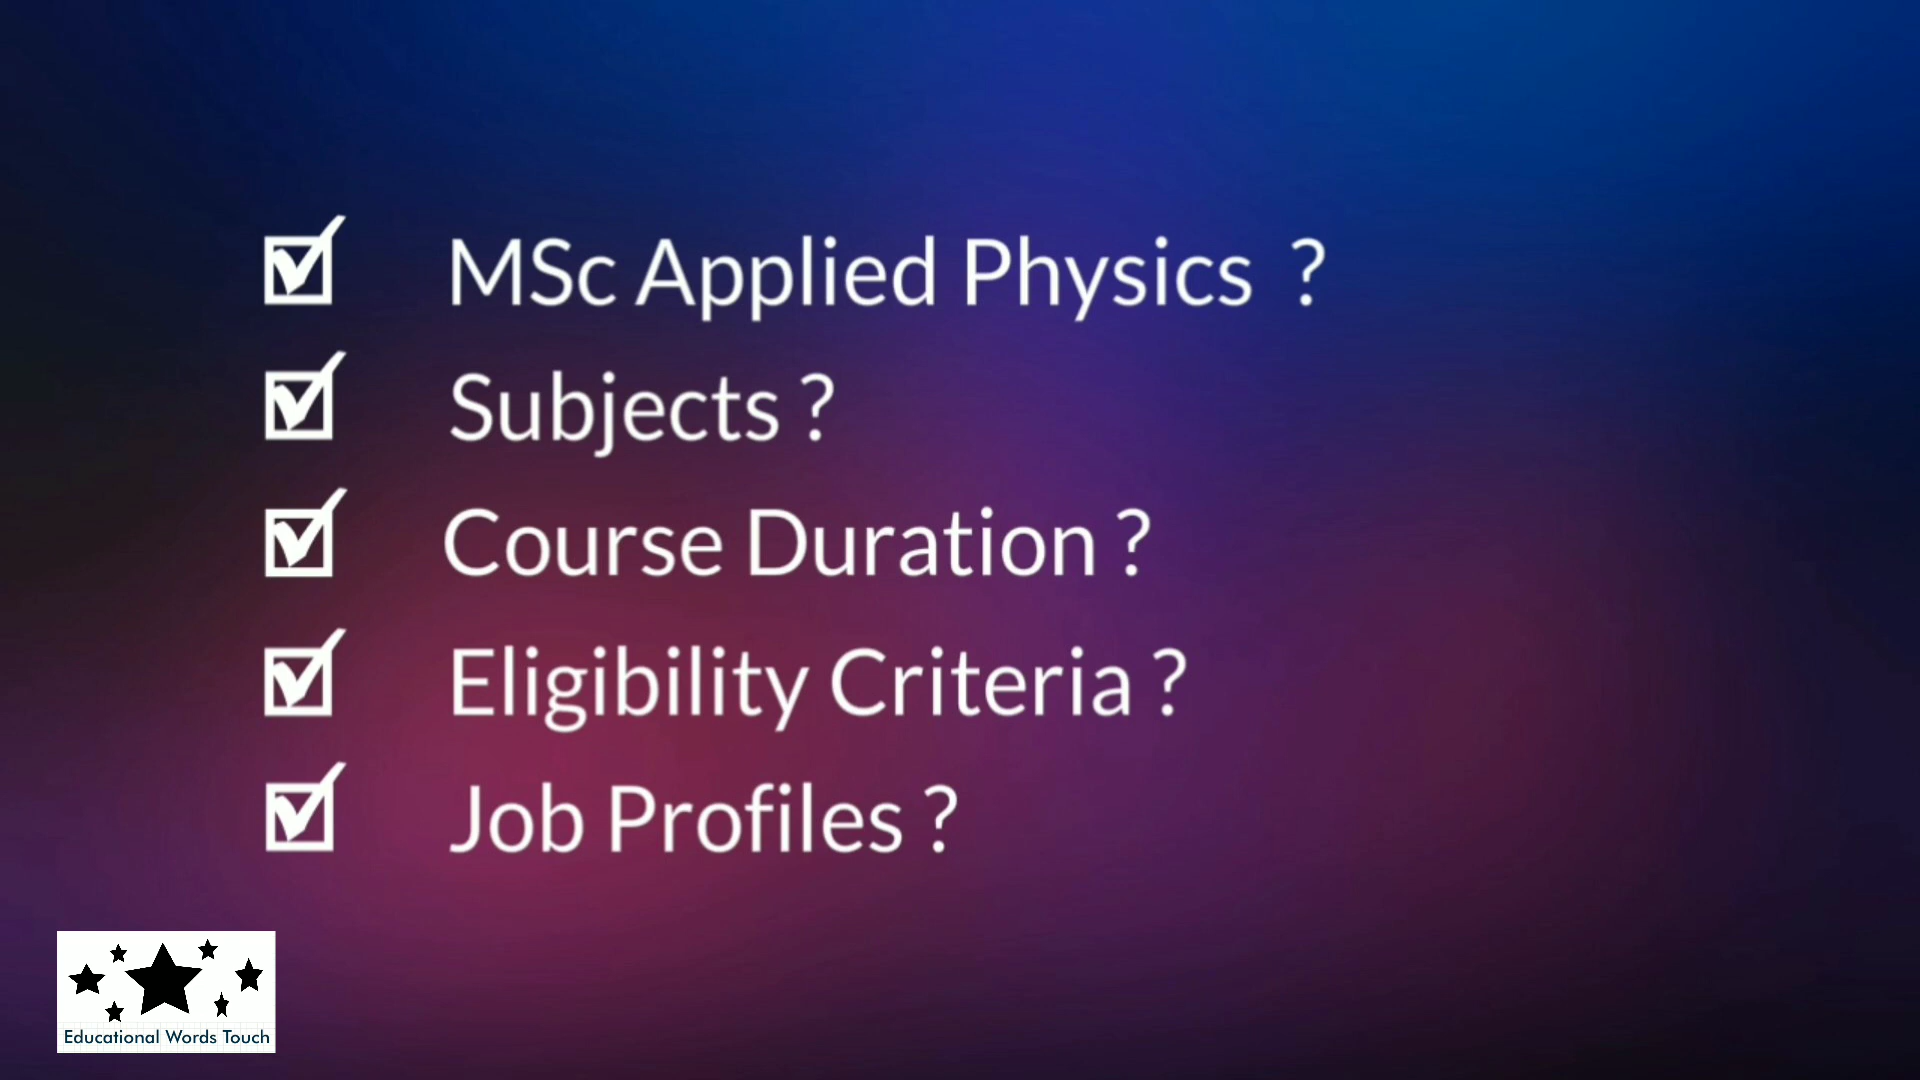 MSc Applied Physics ?
Subjects ?
Course Duration ?
Eligibility Criteria ?
Job Profiles ?
Educational Words Touch